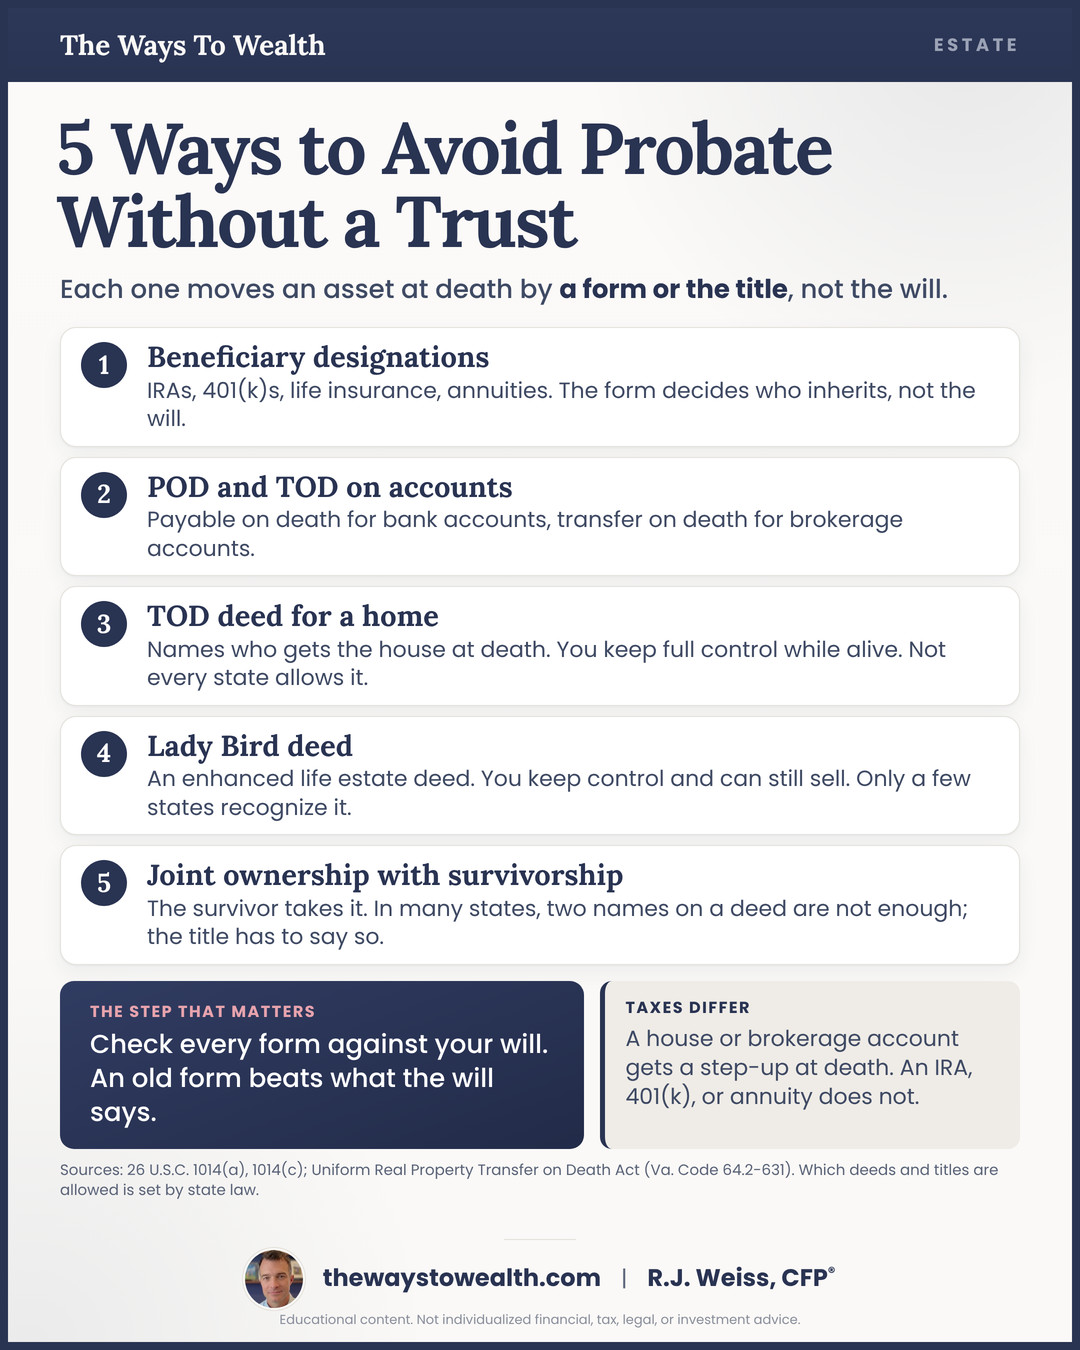 The Ways To Wealth
ESTATE
5 Ways to Avoid Probate
Without a Trust
Each one moves an asset at death by a form or the title, not the will.
1
Beneficiary designations
IRAs, 401(k)s, life insurance, annuities. The form decides who inherits, not the
will.
2
POD and TOD on accounts
Payable on death for bank accounts, transfer on death for brokerage
accounts.
3
TOD deed for a home
Names who gets the house at death. You keep full control while alive. Not
every state allows it.
4
Lady Bird deed
An enhanced life estate deed. You keep control and can still sell. Only a few
states recognize it.
5
Joint ownership with survivorship
The survivor takes it. In many states, two names on a deed are not enough;
the title has to say so.
THE STEP THAT MATTERS
Check every form against your will.
An old form beats what the will
says.
TAXES DIFFER
A house or brokerage account
gets a step-up at death. An IRA,
401(k), or annuity does not.
Sources: 26 U.S.C. 1014(a), 1014(c); Uniform Real Property Transfer on Death Act (Va. Code 64.2-631). Which deeds and titles are
allowed is set by state law.
thewaystowealth.com | R.J. Weiss, CFP®
Educational content. Not individualized financial, tax, legal, or investment advice.